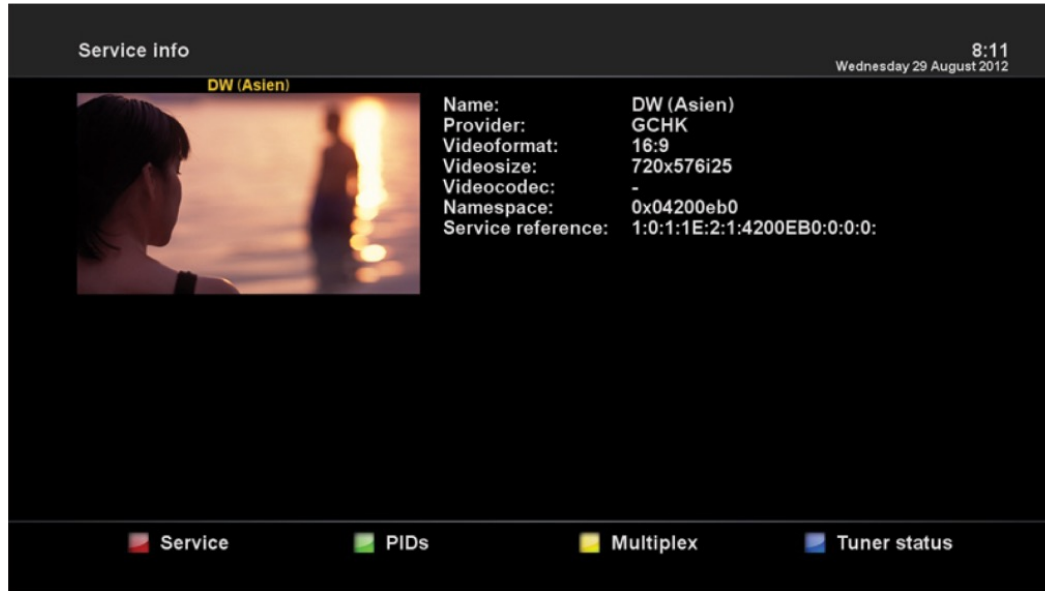 Service info
8:11
Wednesday 29 August 2012
DW (Asien)
Name: DW (Asien)
Provider: GCHK
Videoformat: 16:9
Videosize: 720x576i25
Videocodec: -
Namespace: 0x04200eb0
Service reference: 1:0:1:1E:2:1:4200EB0:0:0:0:
Service PIDs Multiplex Tuner status